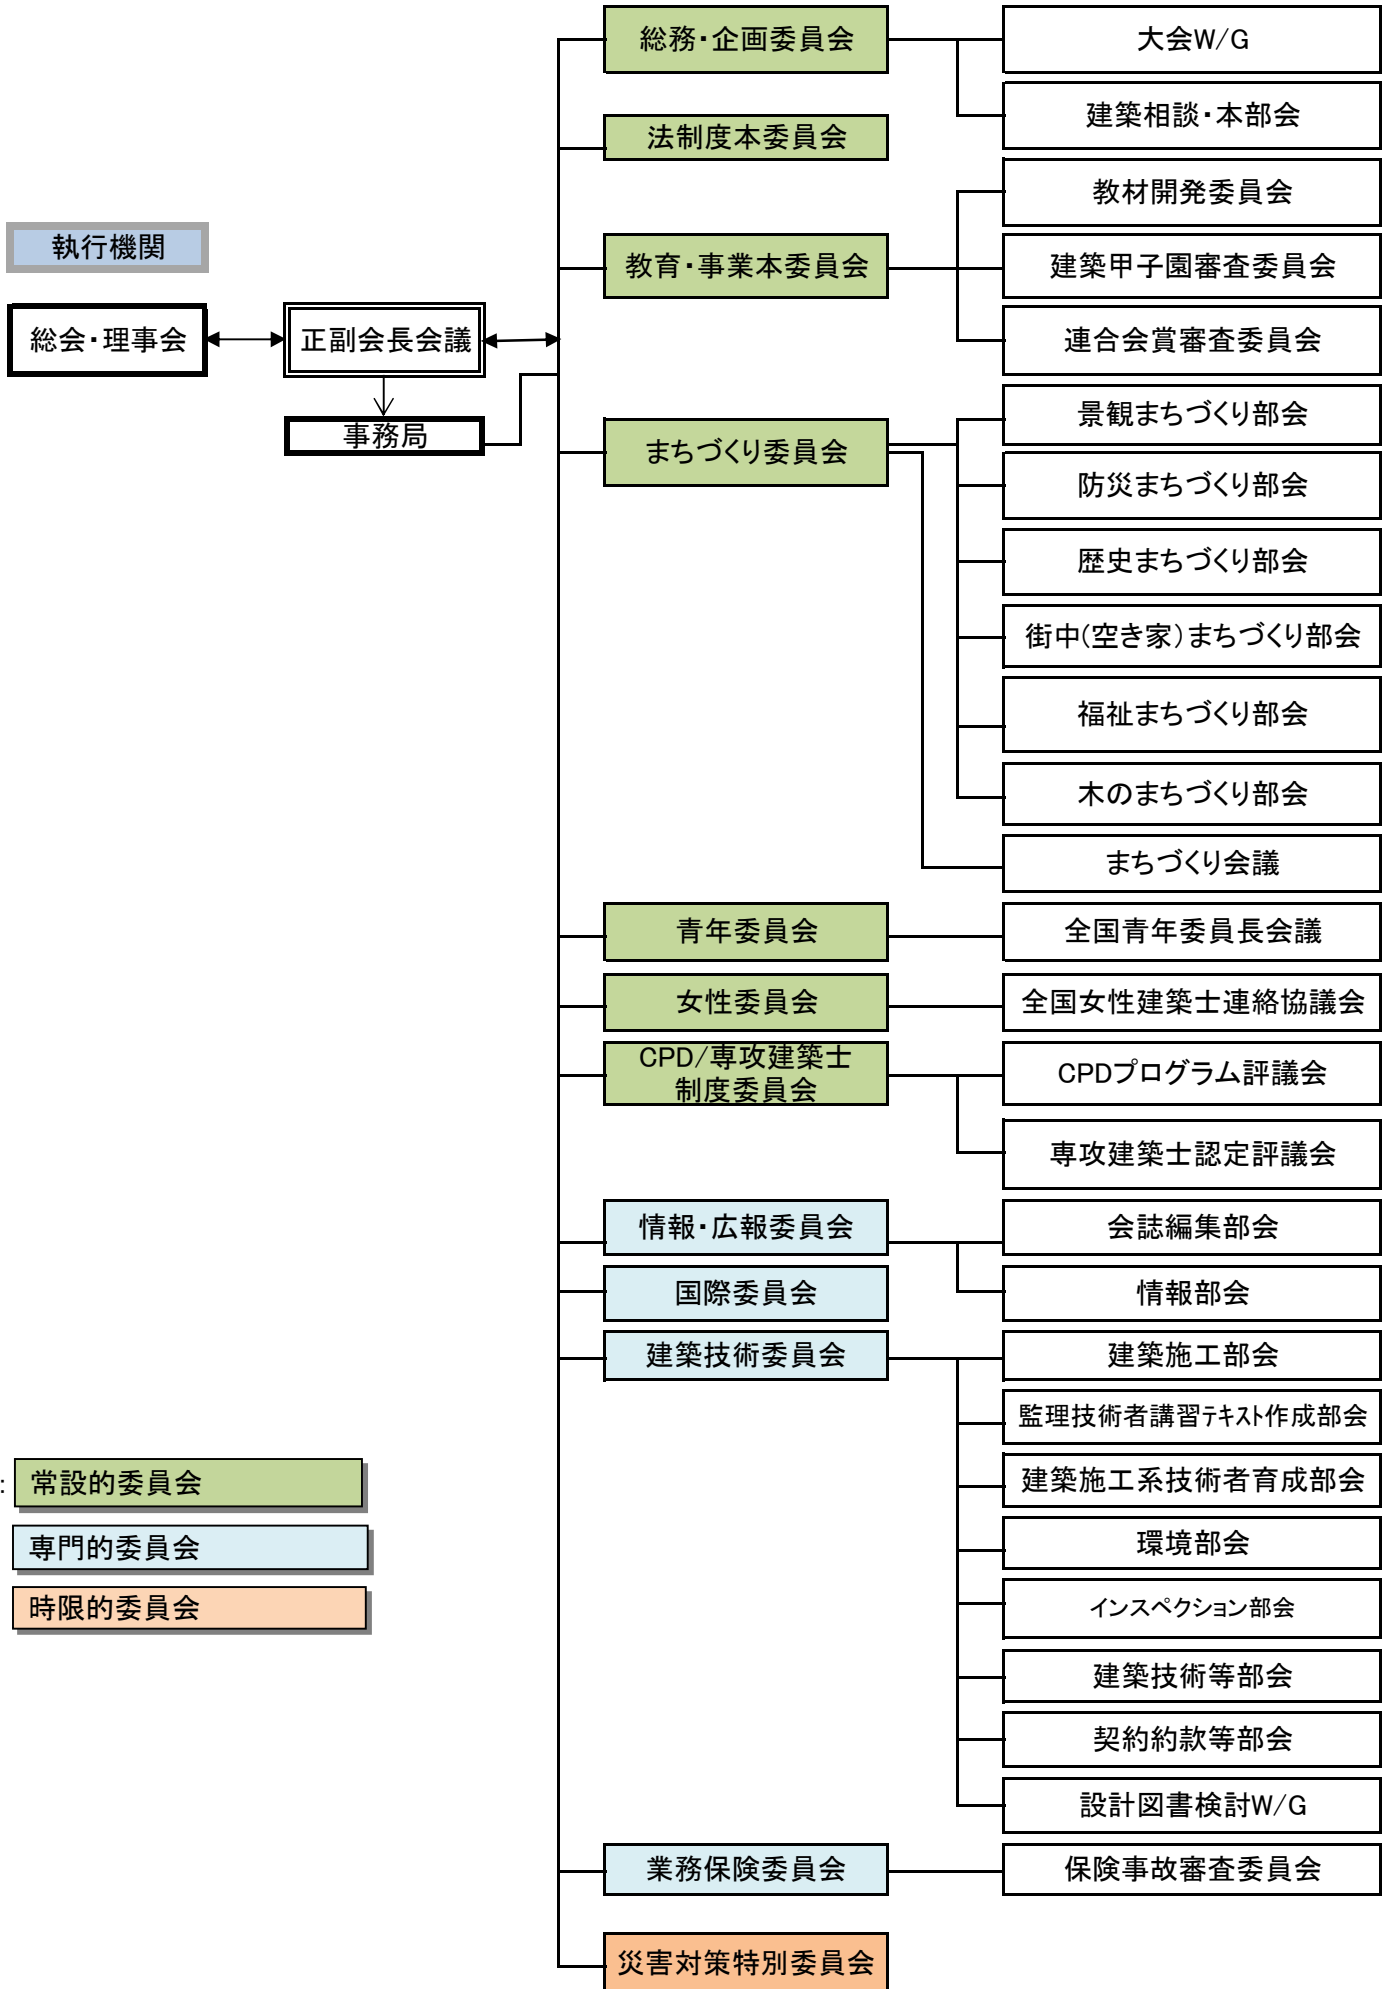 執行機関
総会・理事会
正副会長会議
事務局
総務・企画委員会
大会W/G
建築相談・本部会
法制度本委員会
教育・事業本委員会
教材開発委員会
建築甲子園審査委員会
連合会賞審査委員会
まちづくり委員会
景観まちづくり部会
防災まちづくり部会
歴史まちづくり部会
街中(空き家)まちづくり部会
福祉まちづくり部会
木のまちづくり部会
まちづくり会議
青年委員会
全国青年委員長会議
女性委員会
全国女性建築士連絡協議会
CPD/専攻建築士
制度委員会
CPDプログラム評議会
専攻建築士認定評議会
情報・広報委員会
会誌編集部会
情報部会
国際委員会
建築技術委員会
建築施工部会
監理技術者講習ﾃｷｽﾄ作成部会
建築施工系技術者育成部会
環境部会
インスペクション部会
建築技術等部会
契約約款等部会
設計図書検討W/G
業務保険委員会
保険事故審査委員会
災害対策特別委員会
: 常設的委員会
専門的委員会
時限的委員会